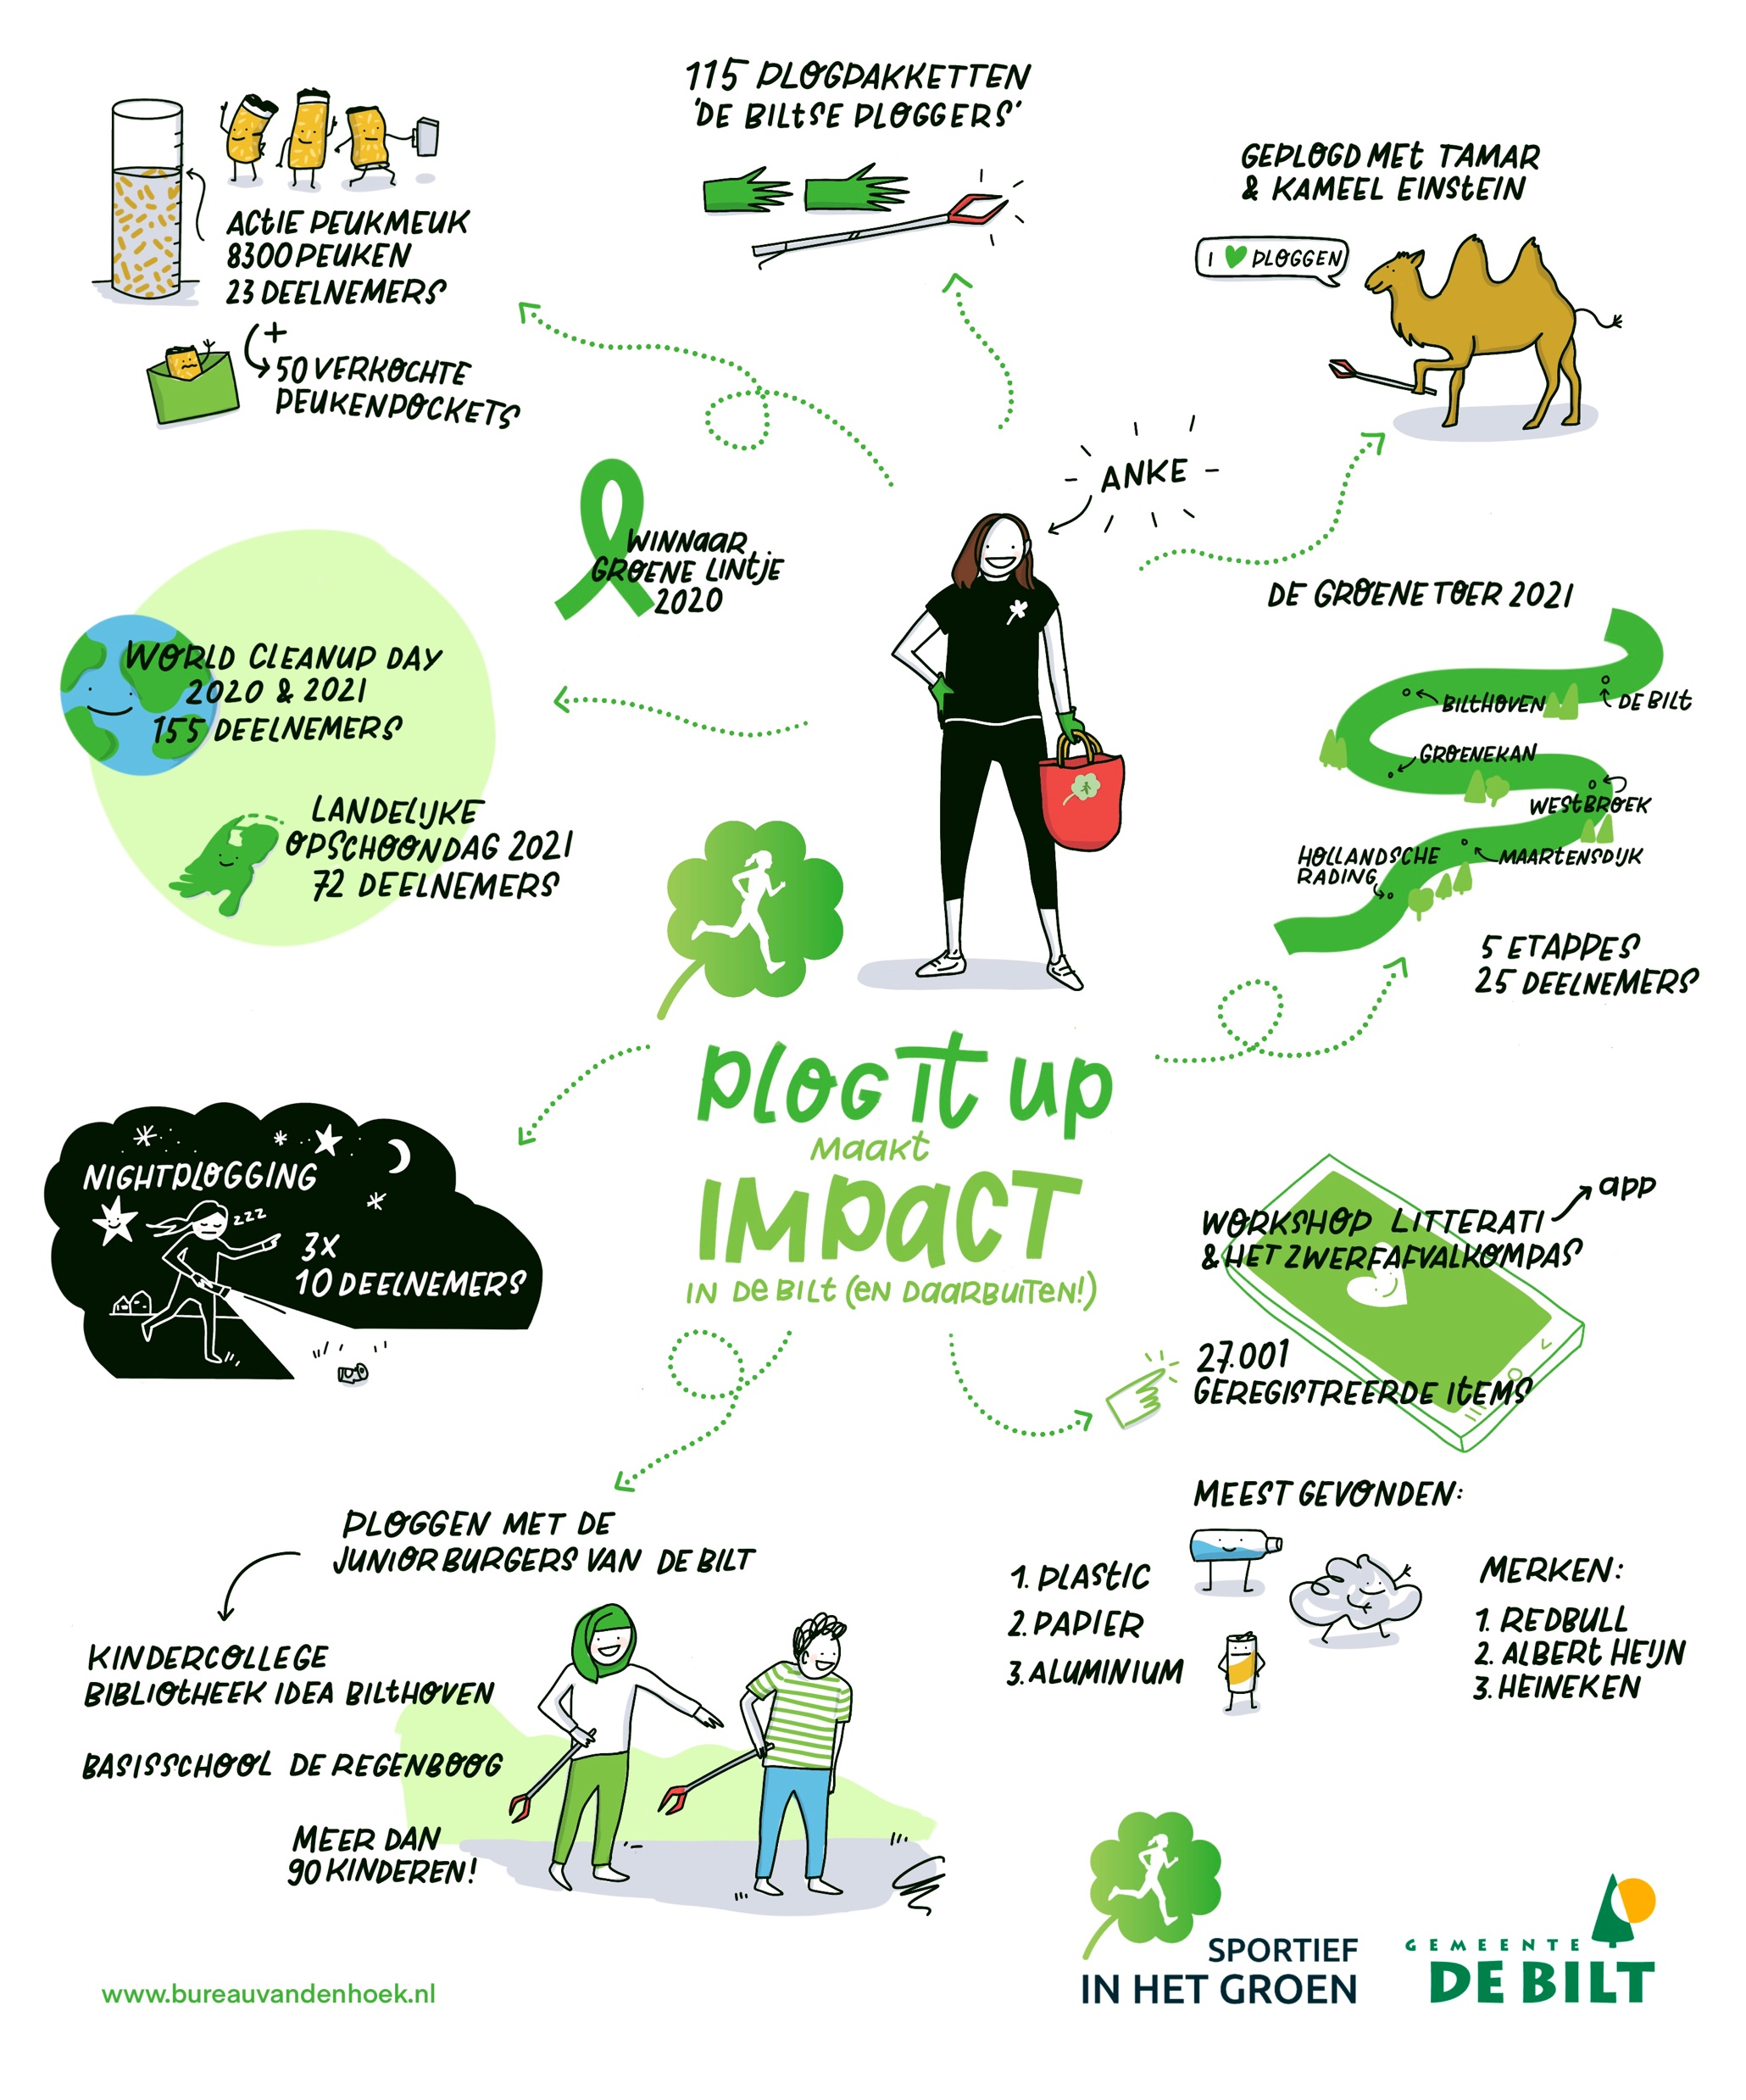 115 PLOGPAKKETTEN
'DE BILTSE PLOGGERS'
ACTIE PEUKMEUK
8300 PEUKEN
23 DEELNEMERS
+
50 VERKOCHTE
PEUKENPOCKETS
GEPLOGD MET TAMAR
& KAMEEL EINSTEIN
I PLOGGEN
ANKE
WINNAAR
GROENE LINTJE
2020
WORLD CLEANUP DAY
2020 & 2021
155 DEELNEMERS
LANDELIJKE
OPSCHOONDAG 2021
72 DEELNEMERS
DE GROENE TOER 2021
BILTHOVEN
DE BILT
GROENEKAN
WESTBROEK
HOLLANDSCHE
RADING
MAARTENSDIJK
5 ETAPPES
25 DEELNEMERS
PLOG IT UP
MAAKT
IMPACT
IN DE BILT (EN DAARBUITEN!)
NIGHTPLOGGING
zzz
3X
10 DEELNEMERS
app
WORKSHOP LITTERATI
& HET ZWERFAFVALKOMPAS
27.001
GEREGISTREERDE ITEMS
MEEST GEVONDEN:
1. PLASTIC
2. PAPIER
3. ALUMINIUM
MERKEN:
1. REDBULL
2. ALBERT HEIJN
3. HEINEKEN
PLOGGEN MET DE
JUNIORBURGERS VAN DE BILT
KINDERCOLLEGE
BIBLIOTHEEK IDEA BILTHOVEN
BASISSCHOOL DE REGENBOOG
MEER DAN
90 KINDEREN!
www.bureauvandenhoek.nl
SPORTIEF
IN HET GROEN
GEMEENTE
DE BILT